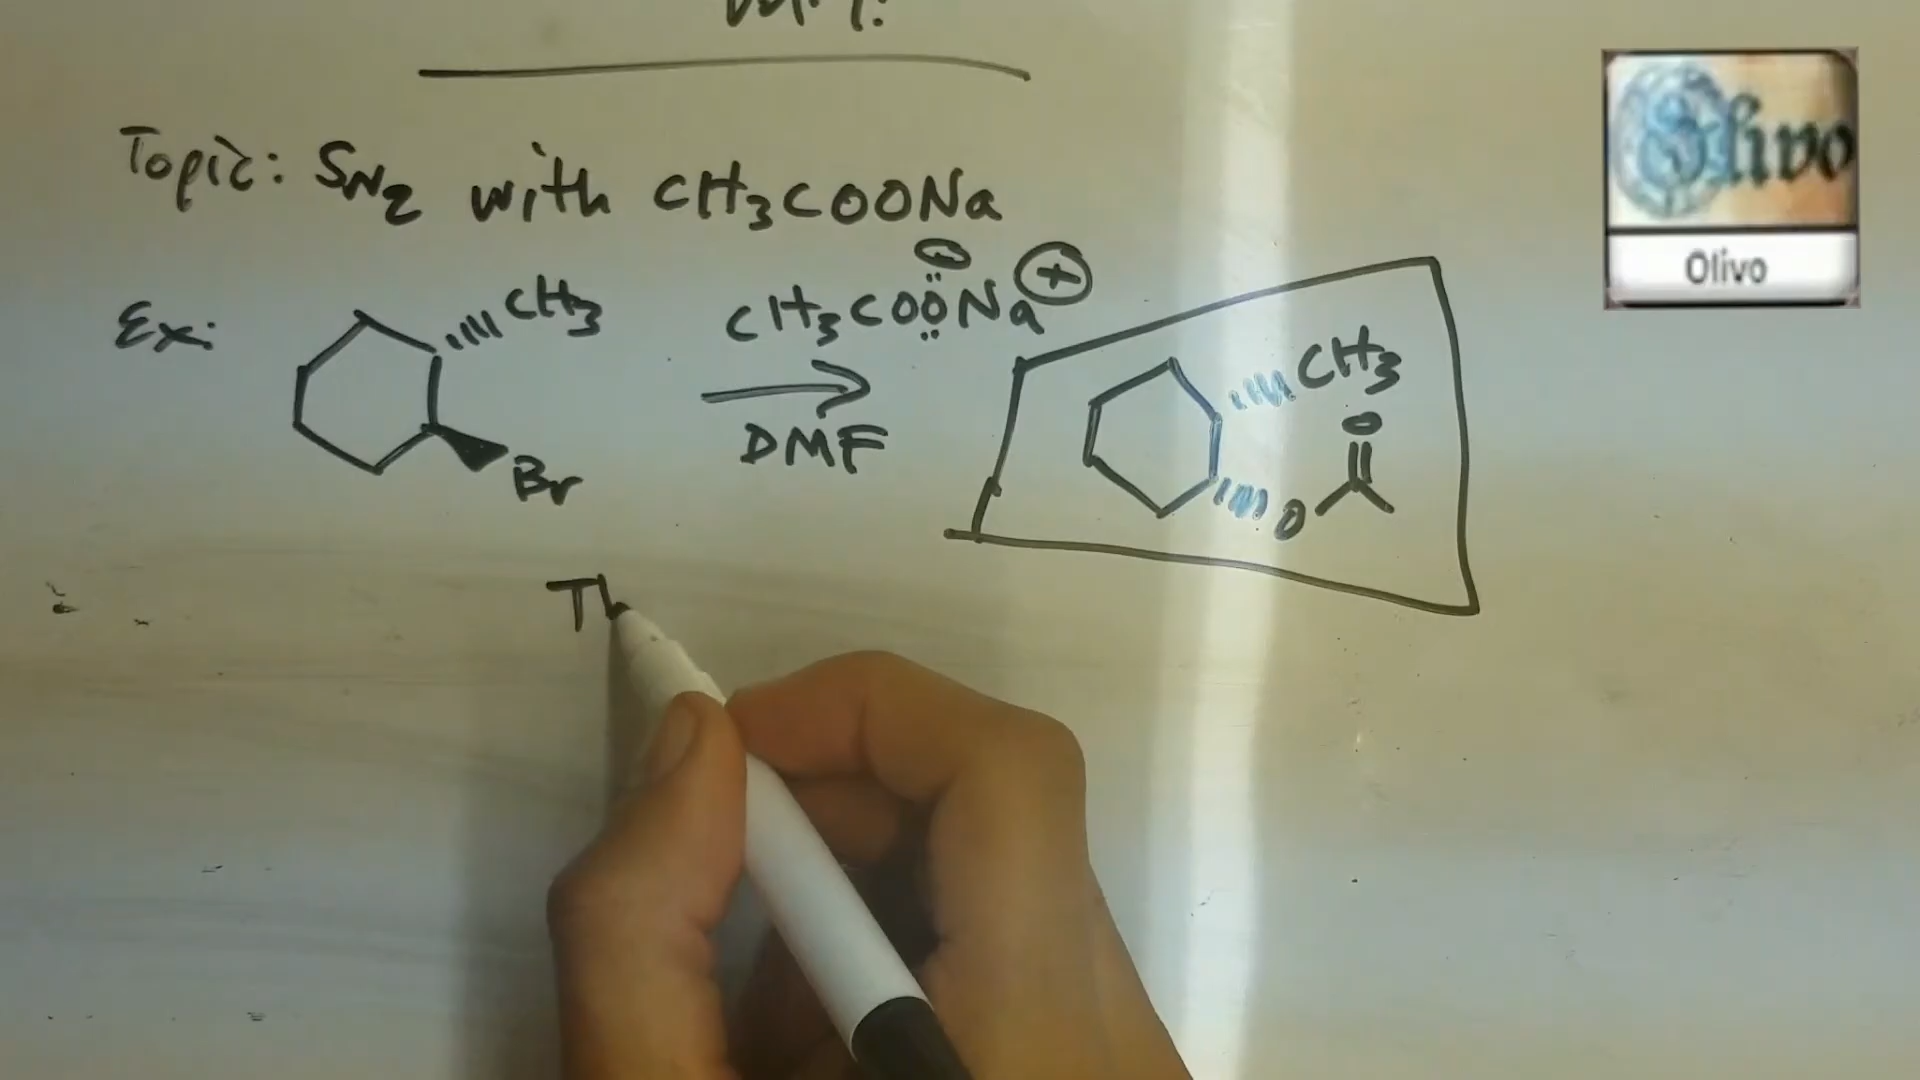 Topic: SN2 with CH3COONa
Olivo
Olivo
Ex:
CH3
CH3COONa
⊖
⊕
DMF
Br
CH3
O
O
Th